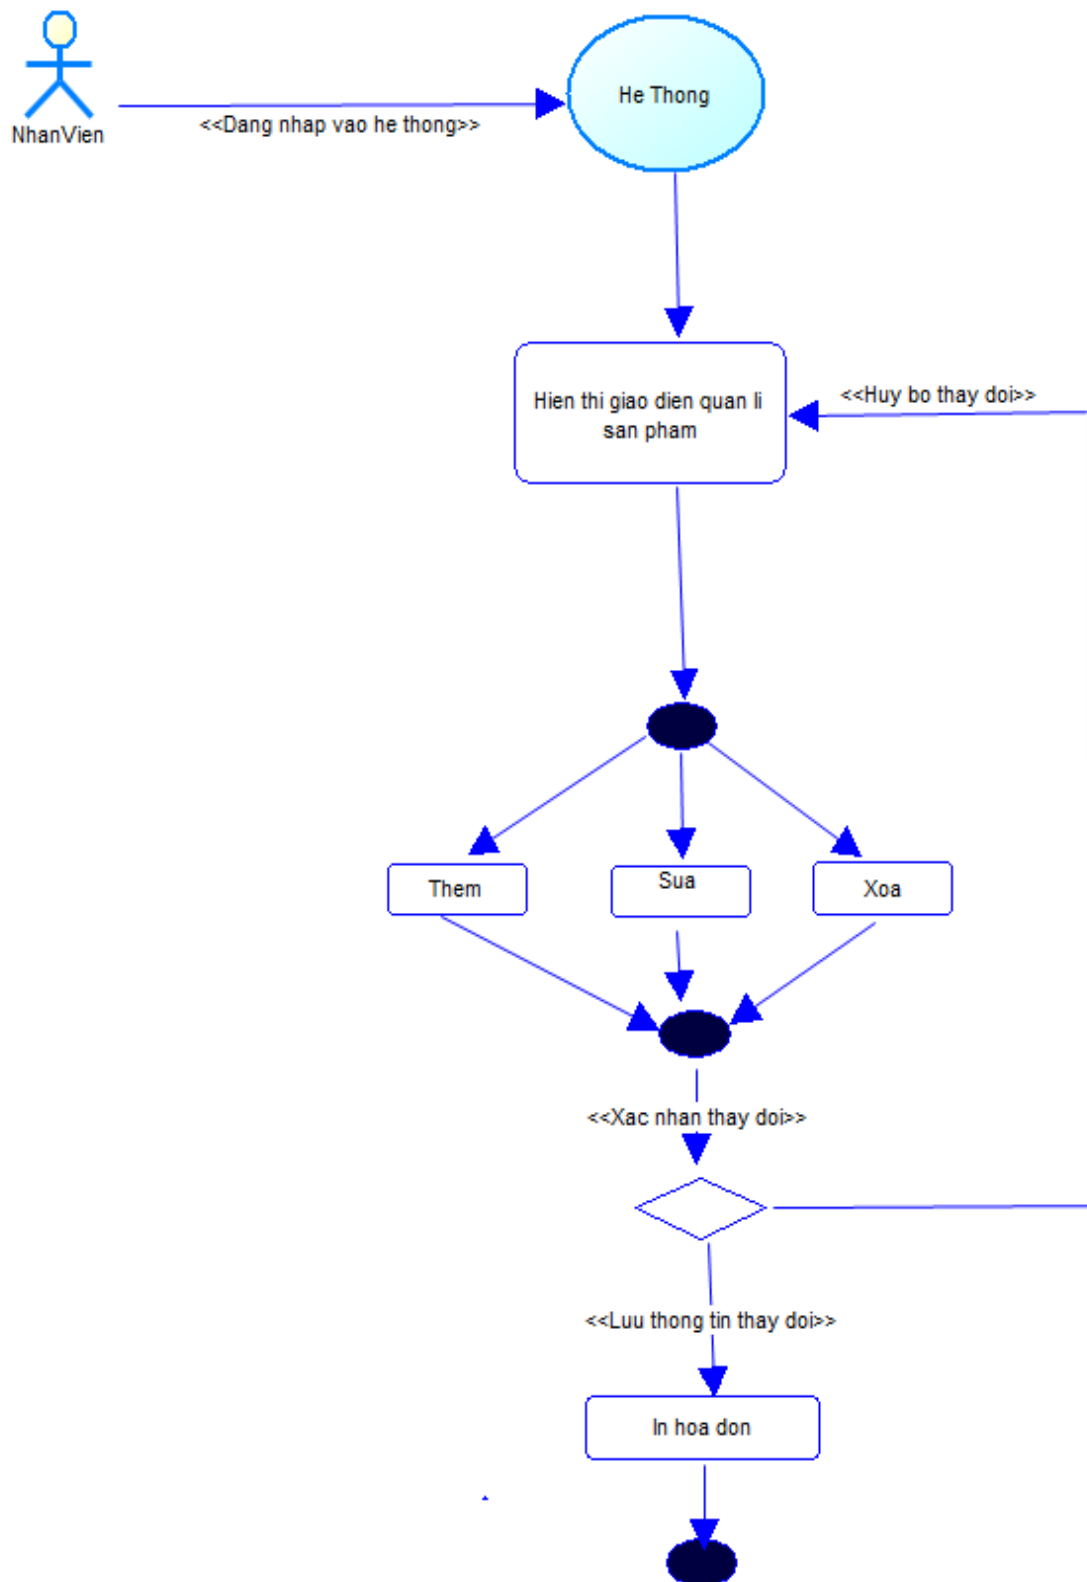 He Thong
<<Dang nhap vao he thong>>
NhanVien
Hien thi giao dien quan li
san pham
<<Huy bo thay doi>>
Them
Sua
Xoa
<<Xac nhan thay doi>>
<<Luu thong tin thay doi>>
In hoa don